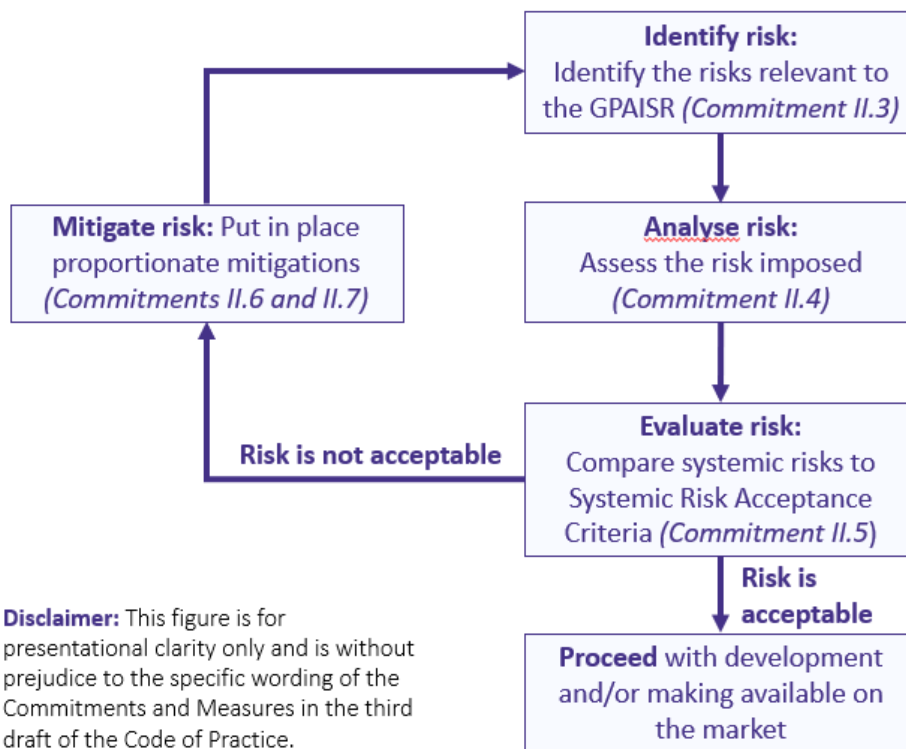 Identify risk:
Identify the risks relevant to
the GPAISR (Commitment II.3)
Mitigate risk: Put in place
proportionate mitigations
(Commitments II.6 and II.7)
Analyse risk:
Assess the risk imposed
(Commitment II.4)
Risk is not acceptable
Evaluate risk:
Compare systemic risks to
Systemic Risk Acceptance
Criteria (Commitment II.5)
Risk is
acceptable
Disclaimer: This figure is for
presentational clarity only and is without
prejudice to the specific wording of the
Commitments and Measures in the third
draft of the Code of Practice.
Proceed with development
and/or making available on
the market